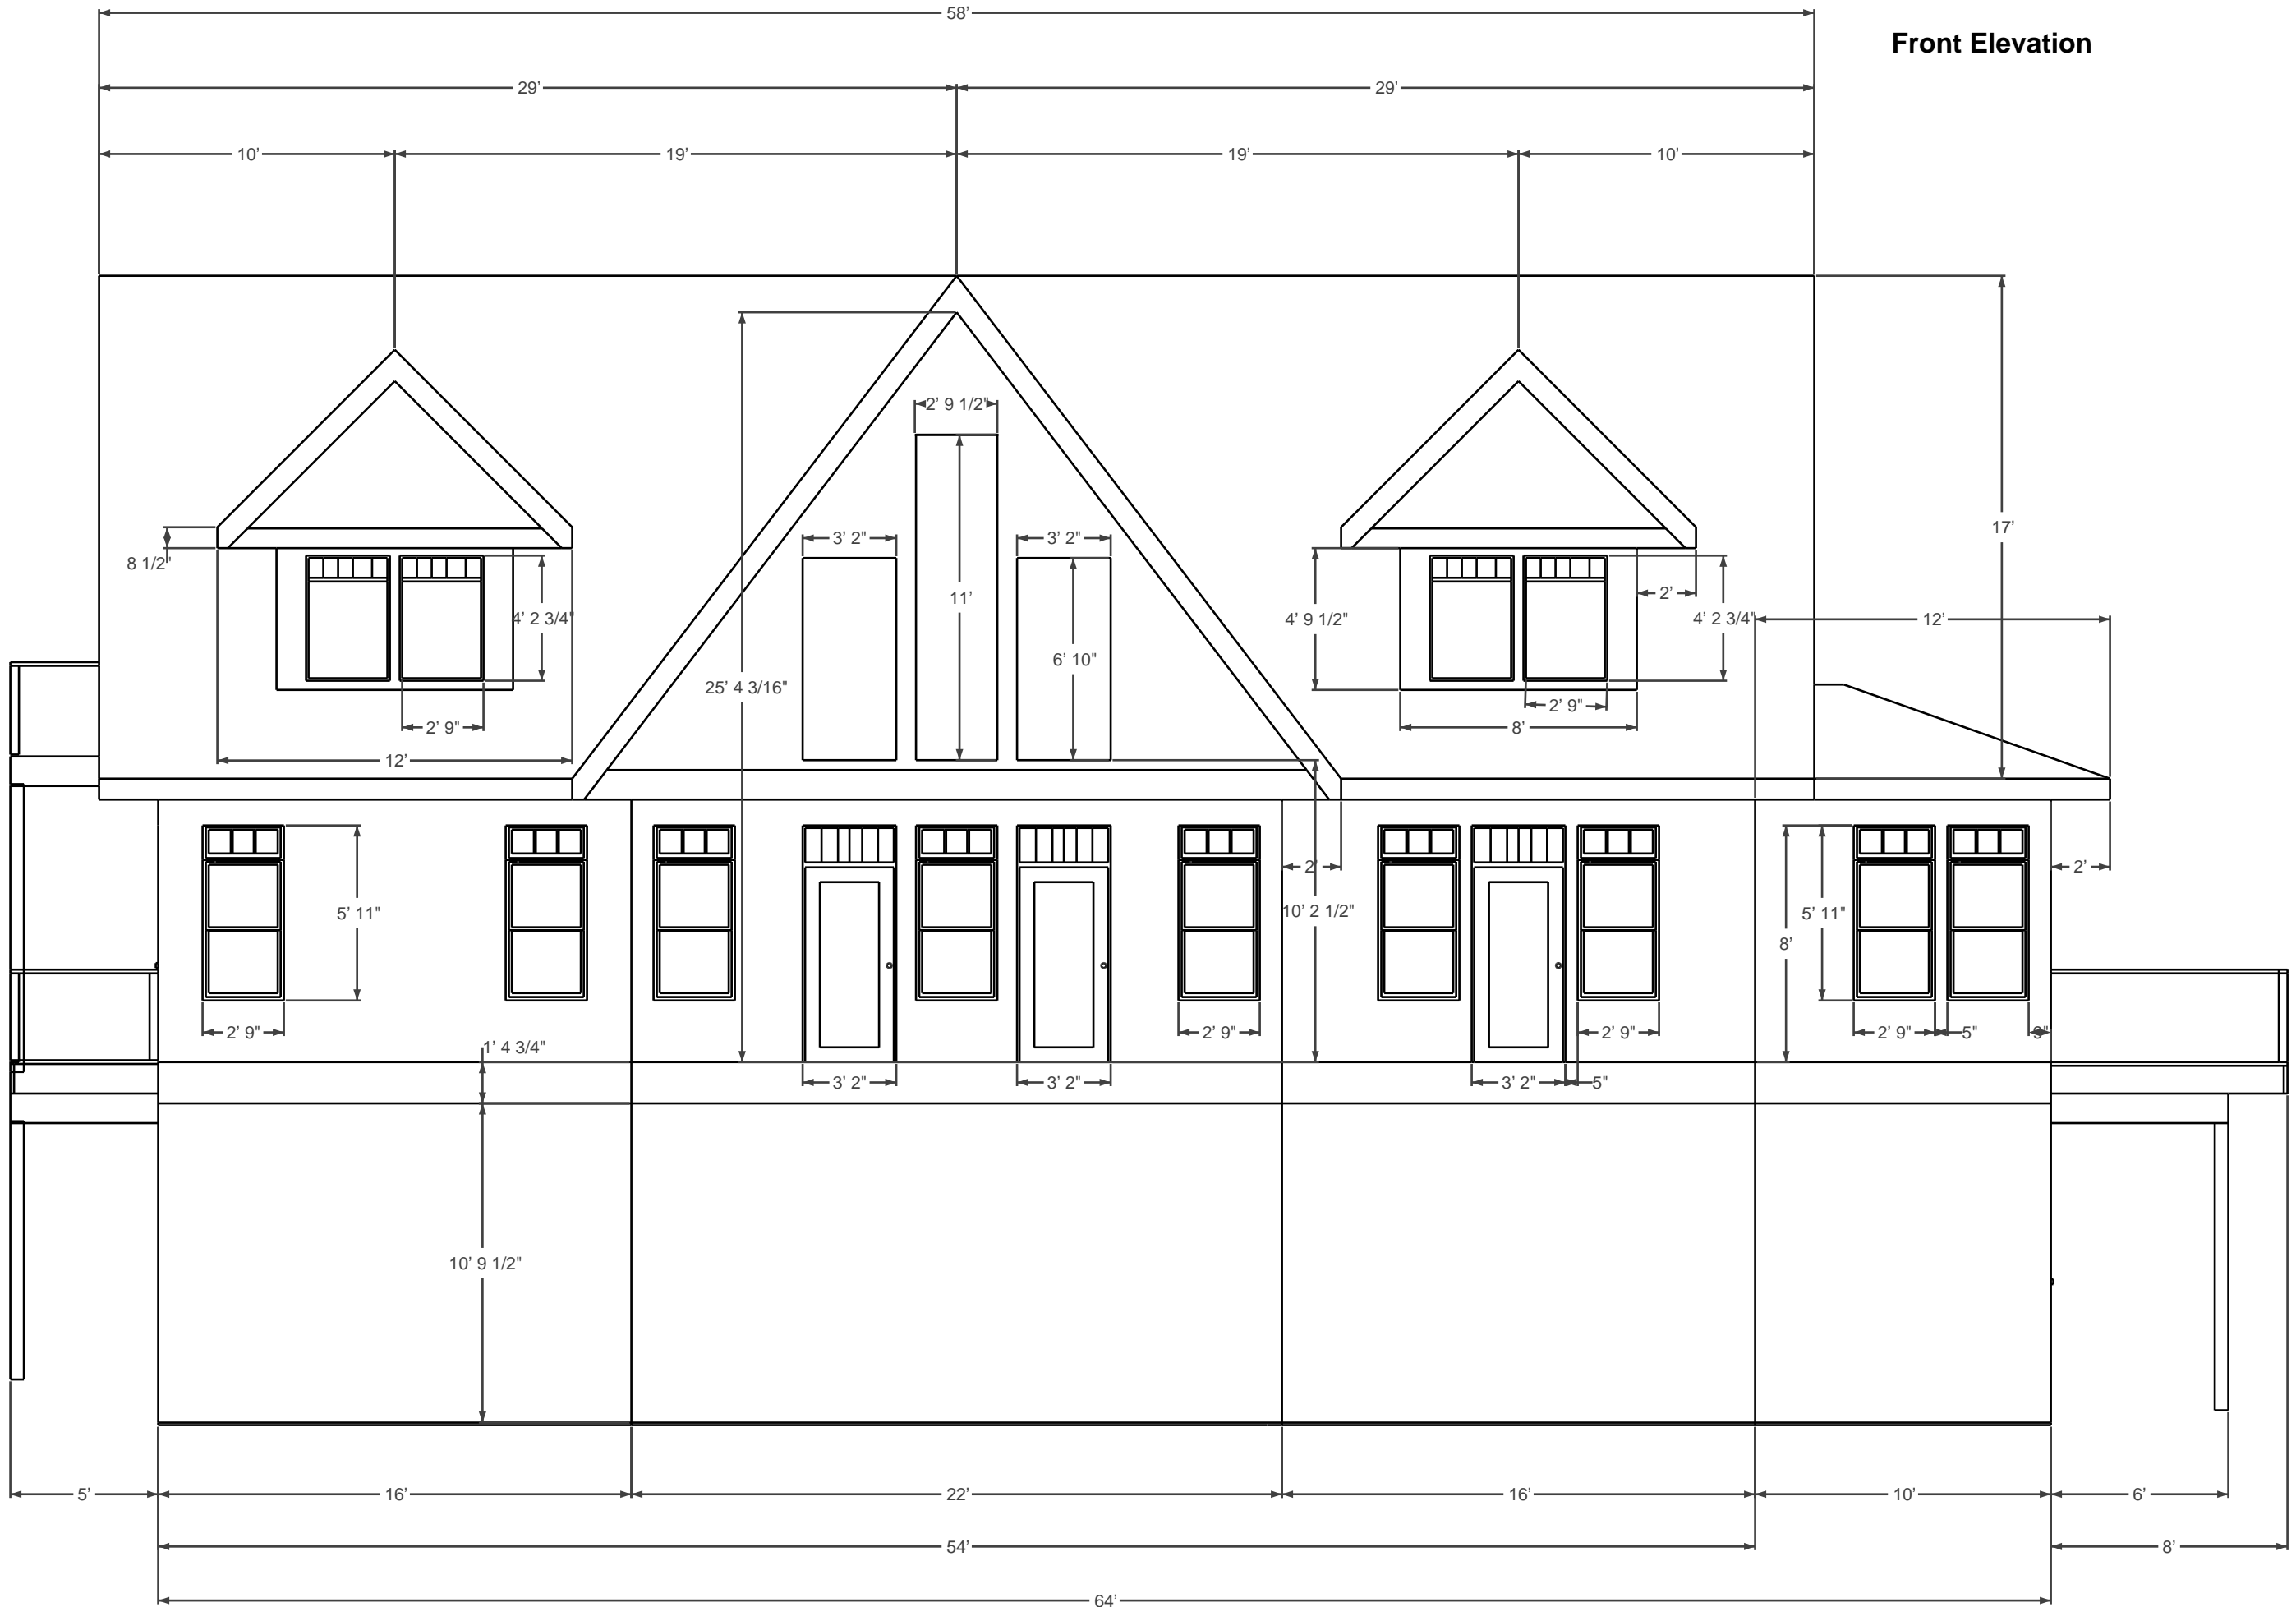 58’
Front Elevation
29’ 29’
10’ 19’ 19’ 10’
2’ 9 1/2"
17’
3’ 2" 3’ 2"
8 1/2"
2’
11’
4’ 2 3/4" 4’ 9 1/2" 4’ 2 3/4" 12’
6’ 10"
25’ 4 3/16"
2’ 9"
2’ 9" 8’
12’
2’ 2’
5’ 11" 10’ 2 1/2" 5’ 11"
8’
2’ 9" 2’ 9" 2’ 9" 2’ 9" 5" 9"
1’ 4 3/4"
3’ 2" 3’ 2" 3’ 2" 5"
10’ 9 1/2"
5’ 16’ 22’ 16’ 10’ 6’
54’ 8’
64’